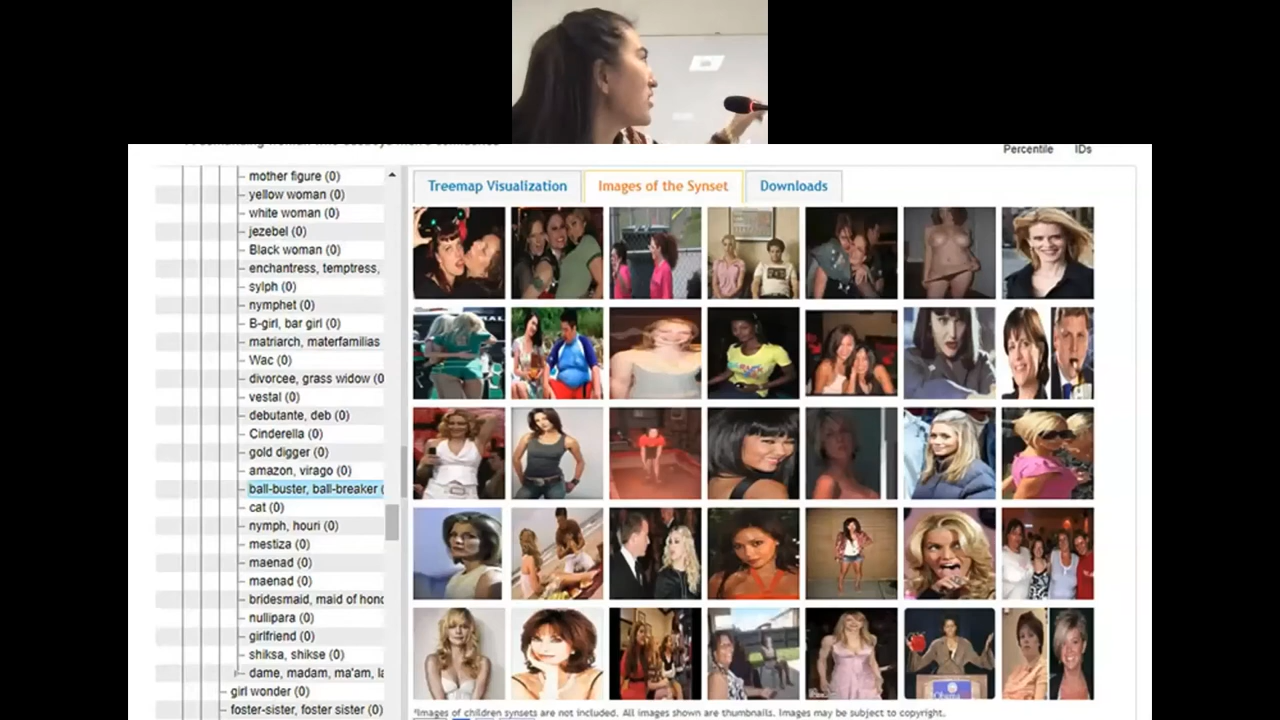 Percentile IDs
mother figure (0)
yellow woman (0)
white woman (0)
jezebel (0)
Black woman (0)
enchantress, temptress,
sylph (0)
nymphet (0)
B-girl, bar girl (0)
matriarch, materfamilias
Wac (0)
divorcee, grass widow (0
vestal (0)
debutante, deb (0)
Cinderella (0)
gold digger (0)
amazon, virago (0)
ball-buster, ball-breaker (
cat (0)
nymph, houri (0)
mestiza (0)
maenad (0)
maenad (0)
bridesmaid, maid of hono
nullipara (0)
girlfriend (0)
shiksa, shikse (0)
dame, madam, ma'am, la
girl wonder (0)
foster-sister, foster sister (0)
Treemap Visualization
Images of the Synset
Downloads
*Images of children synsets are not included. All images shown are thumbnails. Images may be subject to copyright.